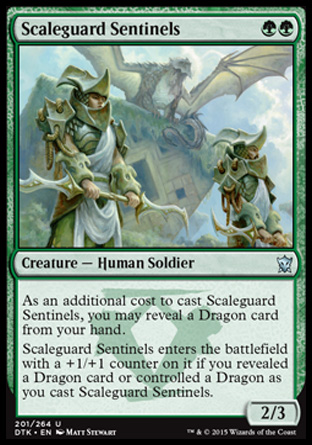 Scaleguard Sentinels
Creature — Human Soldier
As an additional cost to cast Scaleguard
Sentinels, you may reveal a Dragon card
from your hand.
Scaleguard Sentinels enters the battlefield
with a +1/+1 counter on it if you revealed
a Dragon card or controlled a Dragon as
you cast Scaleguard Sentinels.
2/3
201/264 U
DTK • EN Matt Stewart
™ & © 2015 Wizards of the Coast